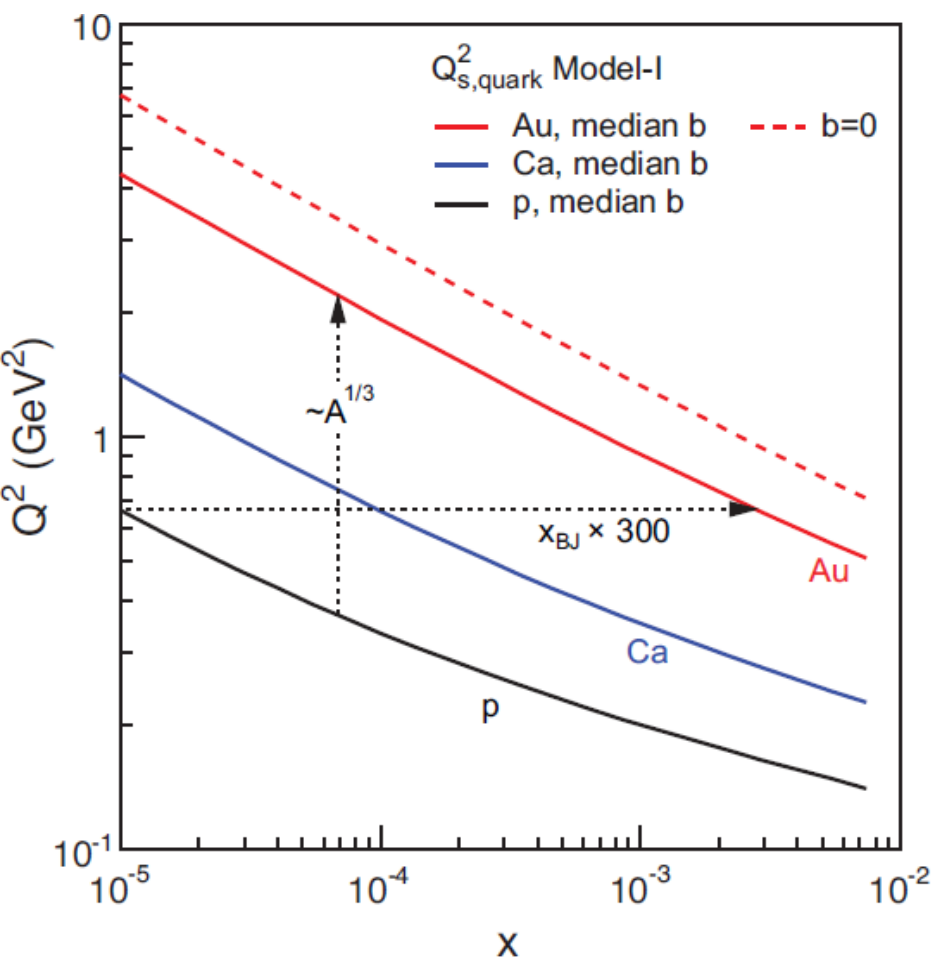 10
Q²s,quark Model-I
Au, median b
b=0
Ca, median b
p, median b
~A^1/3
1
Q² (GeV²)
xBJ × 300
Au
Ca
p
10⁻¹
10⁻⁵
10⁻⁴
10⁻³
10⁻²
x